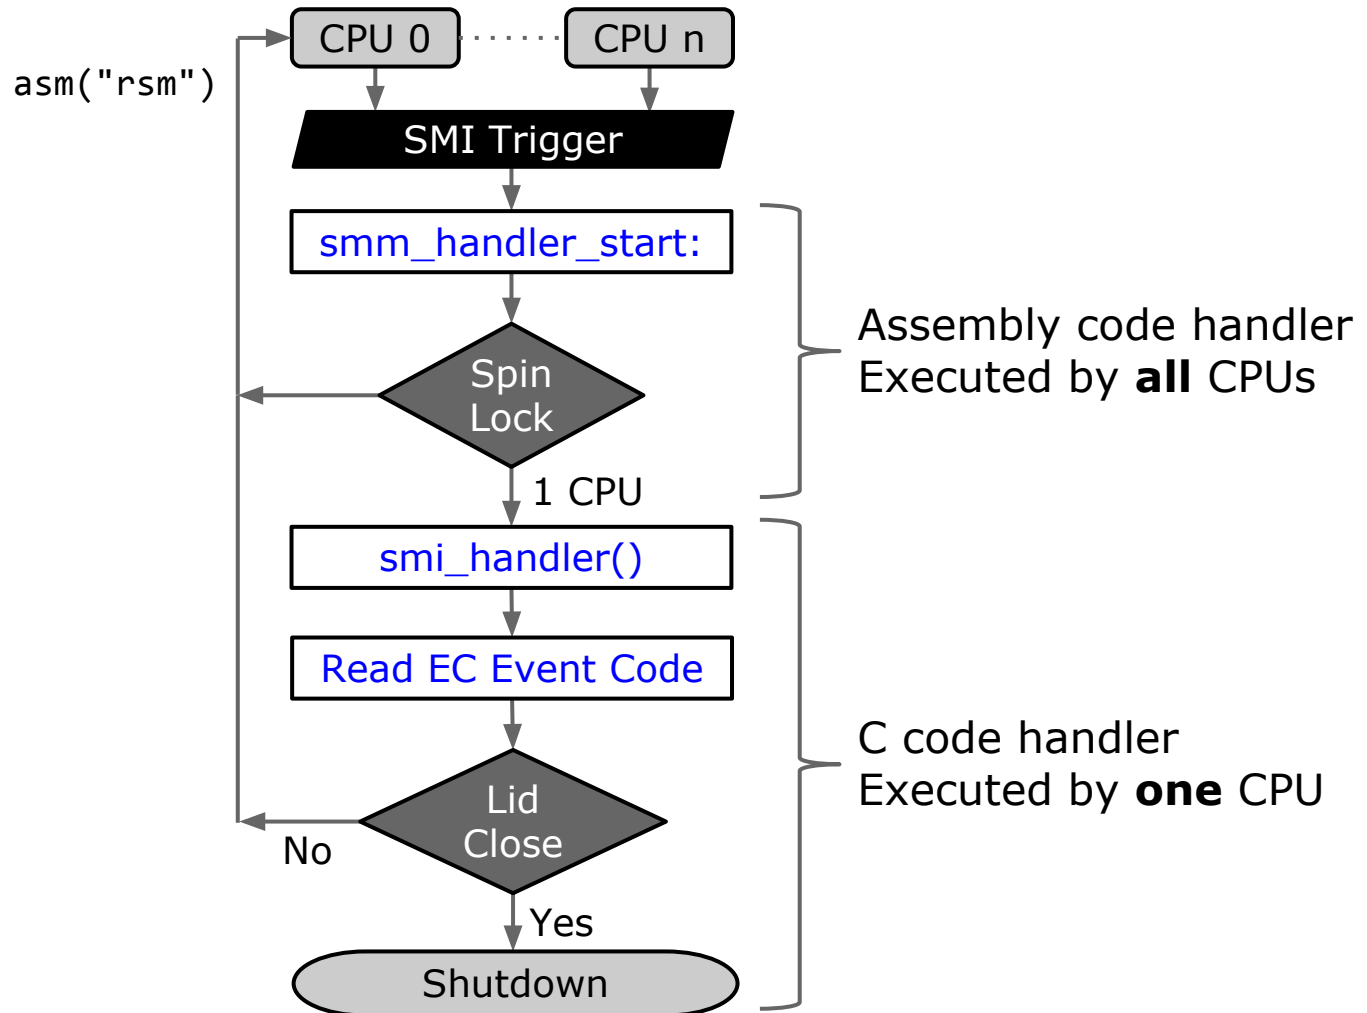 CPU 0
CPU n
asm("rsm")
SMI Trigger
smm_handler_start:
Assembly code handler
Executed by all CPUs
Spin
Lock
1 CPU
smi_handler()
Read EC Event Code
C code handler
Executed by one CPU
Lid
Close
No
Yes
Shutdown